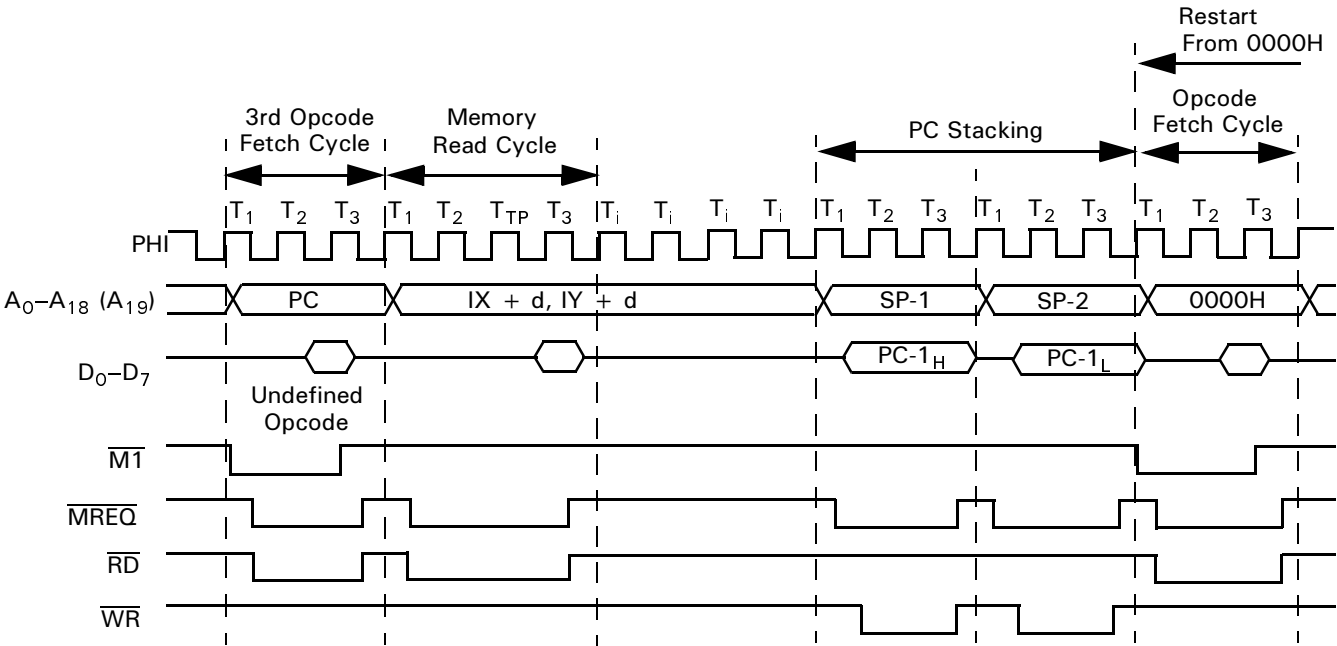 Restart
From 0000H
3rd Opcode
Fetch Cycle
Memory
Read Cycle
PC Stacking
Opcode
Fetch Cycle
T1 T2 T3 T1 T2 TTP T3 Ti Ti Ti Ti T1 T2 T3 T1 T2 T3 T1 T2 T3
PHI
A0–A18 (A19) PC IX + d, IY + d SP-1 SP-2 0000H
D0–D7 PC-1H PC-1L
Undefined
Opcode
M1
MREQ
RD
WR